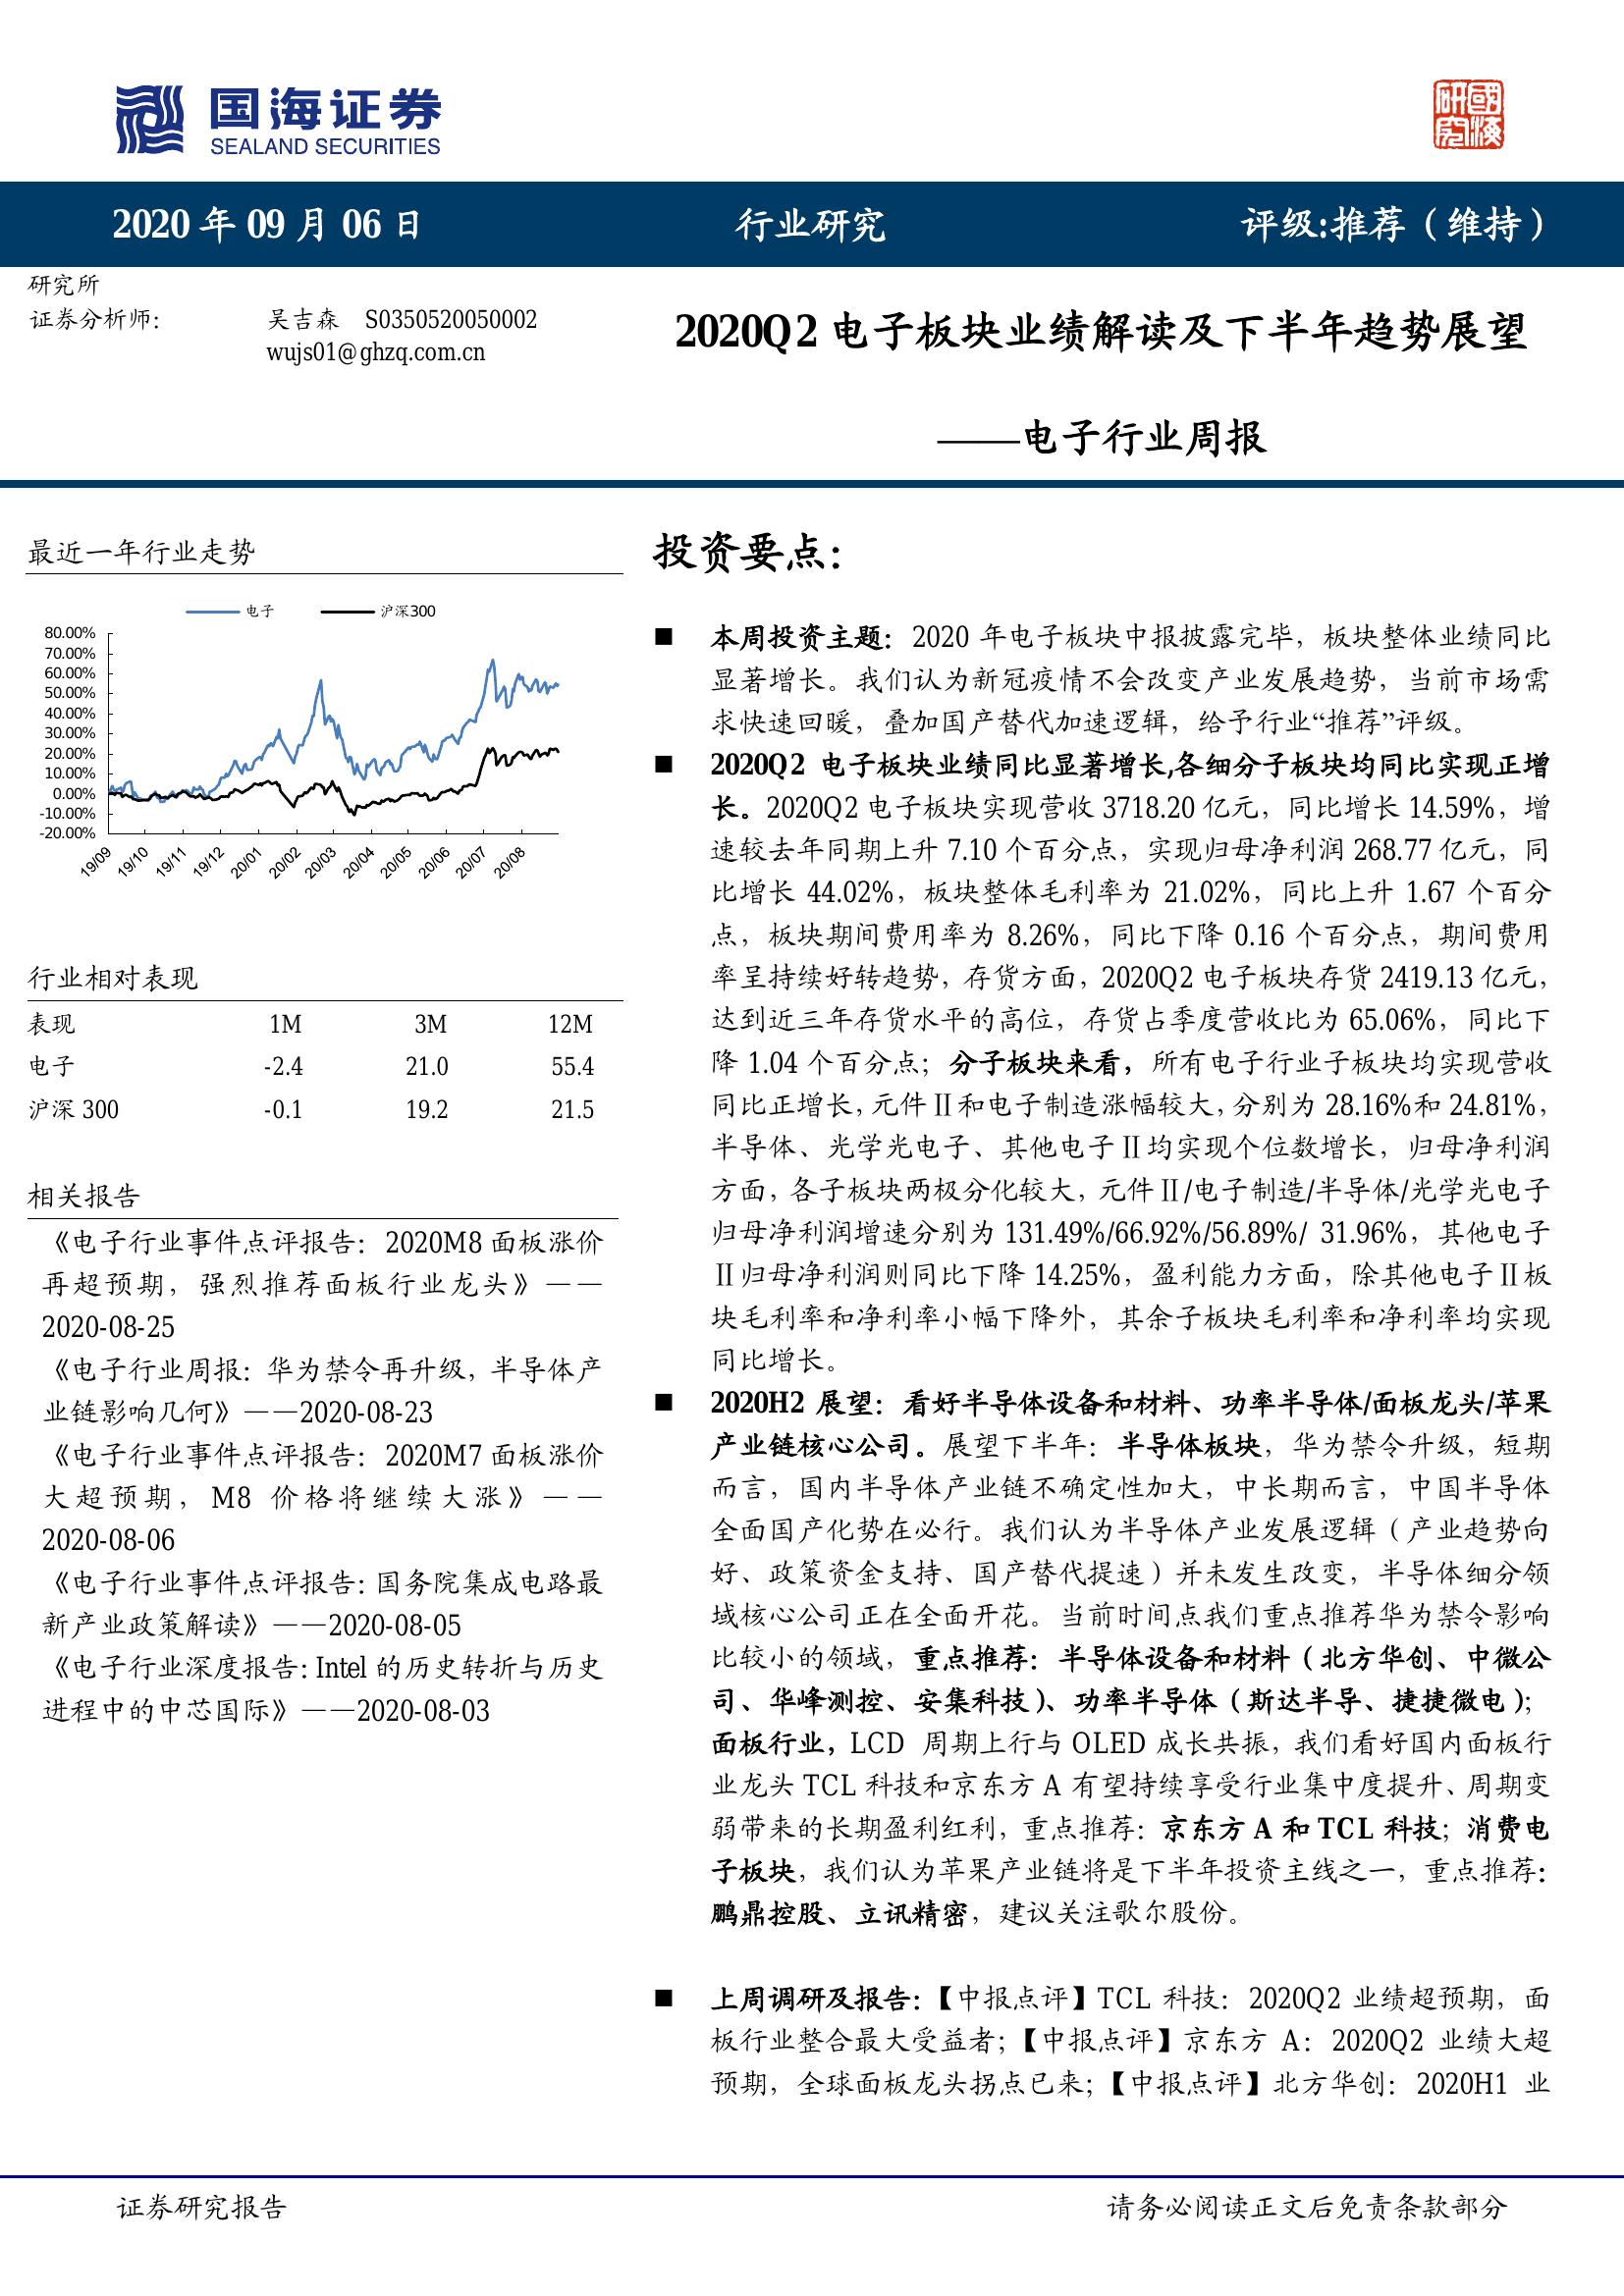 国海证券
SEALAND SECURITIES
國海
研究
2020 年 09 月 06 日
行业研究
评级:推荐（维持）
研究所
证券分析师： 吴吉森 S0350520050002
wujs01@ghzq.com.cn
2020Q2 电子板块业绩解读及下半年趋势展望
——电子行业周报
最近一年行业走势
电子 沪深300
80.00%
70.00%
60.00%
50.00%
40.00%
30.00%
20.00%
10.00%
0.00%
-10.00%
-20.00%
19/09 19/10 19/11 19/12 20/01 20/02 20/03 20/04 20/05 20/06 20/07 20/08
行业相对表现
表现 1M 3M 12M
电子 -2.4 21.0 55.4
沪深 300 -0.1 19.2 21.5
相关报告
《电子行业事件点评报告：2020M8 面板涨价
再超预期，强烈推荐面板行业龙头》——
2020-08-25
《电子行业周报：华为禁令再升级，半导体产
业链影响几何》——2020-08-23
《电子行业事件点评报告：2020M7 面板涨价
大超预期，M8 价格将继续大涨》——
2020-08-06
《电子行业事件点评报告：国务院集成电路最
新产业政策解读》——2020-08-05
《电子行业深度报告：Intel 的历史转折与历史
进程中的中芯国际》——2020-08-03
投资要点：
■ 本周投资主题：2020 年电子板块中报披露完毕，板块整体业绩同比
显著增长。我们认为新冠疫情不会改变产业发展趋势，当前市场需
求快速回暖，叠加国产替代加速逻辑，给予行业“推荐”评级。
■ 2020Q2 电子板块业绩同比显著增长,各细分子板块均同比实现正增
长。2020Q2 电子板块实现营收 3718.20 亿元，同比增长 14.59%，增
速较去年同期上升 7.10 个百分点，实现归母净利润 268.77 亿元，同
比增长 44.02%，板块整体毛利率为 21.02%，同比上升 1.67 个百分
点，板块期间费用率为 8.26%，同比下降 0.16 个百分点，期间费用
率呈持续好转趋势，存货方面，2020Q2 电子板块存货 2419.13 亿元，
达到近三年存货水平的高位，存货占季度营收比为 65.06%，同比下
降 1.04 个百分点；分子板块来看，所有电子行业子板块均实现营收
同比正增长，元件Ⅱ和电子制造涨幅较大，分别为 28.16%和 24.81%，
半导体、光学光电子、其他电子Ⅱ均实现个位数增长，归母净利润
方面，各子板块两极分化较大，元件Ⅱ/电子制造/半导体/光学光电子
归母净利润增速分别为 131.49%/66.92%/56.89%/ 31.96%，其他电子
Ⅱ归母净利润则同比下降 14.25%，盈利能力方面，除其他电子Ⅱ板
块毛利率和净利率小幅下降外，其余子板块毛利率和净利率均实现
同比增长。
■ 2020H2 展望：看好半导体设备和材料、功率半导体/面板龙头/苹果
产业链核心公司。展望下半年：半导体板块，华为禁令升级，短期
而言，国内半导体产业链不确定性加大，中长期而言，中国半导体
全面国产化势在必行。我们认为半导体产业发展逻辑（产业趋势向
好、政策资金支持、国产替代提速）并未发生改变，半导体细分领
域核心公司正在全面开花。当前时间点我们重点推荐华为禁令影响
比较小的领域，重点推荐：半导体设备和材料（北方华创、中微公
司、华峰测控、安集科技）、功率半导体（斯达半导、捷捷微电）；
面板行业，LCD 周期上行与 OLED 成长共振，我们看好国内面板行
业龙头 TCL 科技和京东方 A 有望持续享受行业集中度提升、周期变
弱带来的长期盈利红利，重点推荐：京东方 A 和 TCL 科技；消费电
子板块，我们认为苹果产业链将是下半年投资主线之一，重点推荐：
鹏鼎控股、立讯精密，建议关注歌尔股份。
■ 上周调研及报告：【中报点评】TCL 科技：2020Q2 业绩超预期，面
板行业整合最大受益者；【中报点评】京东方 A：2020Q2 业绩大超
预期，全球面板龙头拐点已来；【中报点评】北方华创：2020H1 业
证券研究报告
请务必阅读正文后免责条款部分